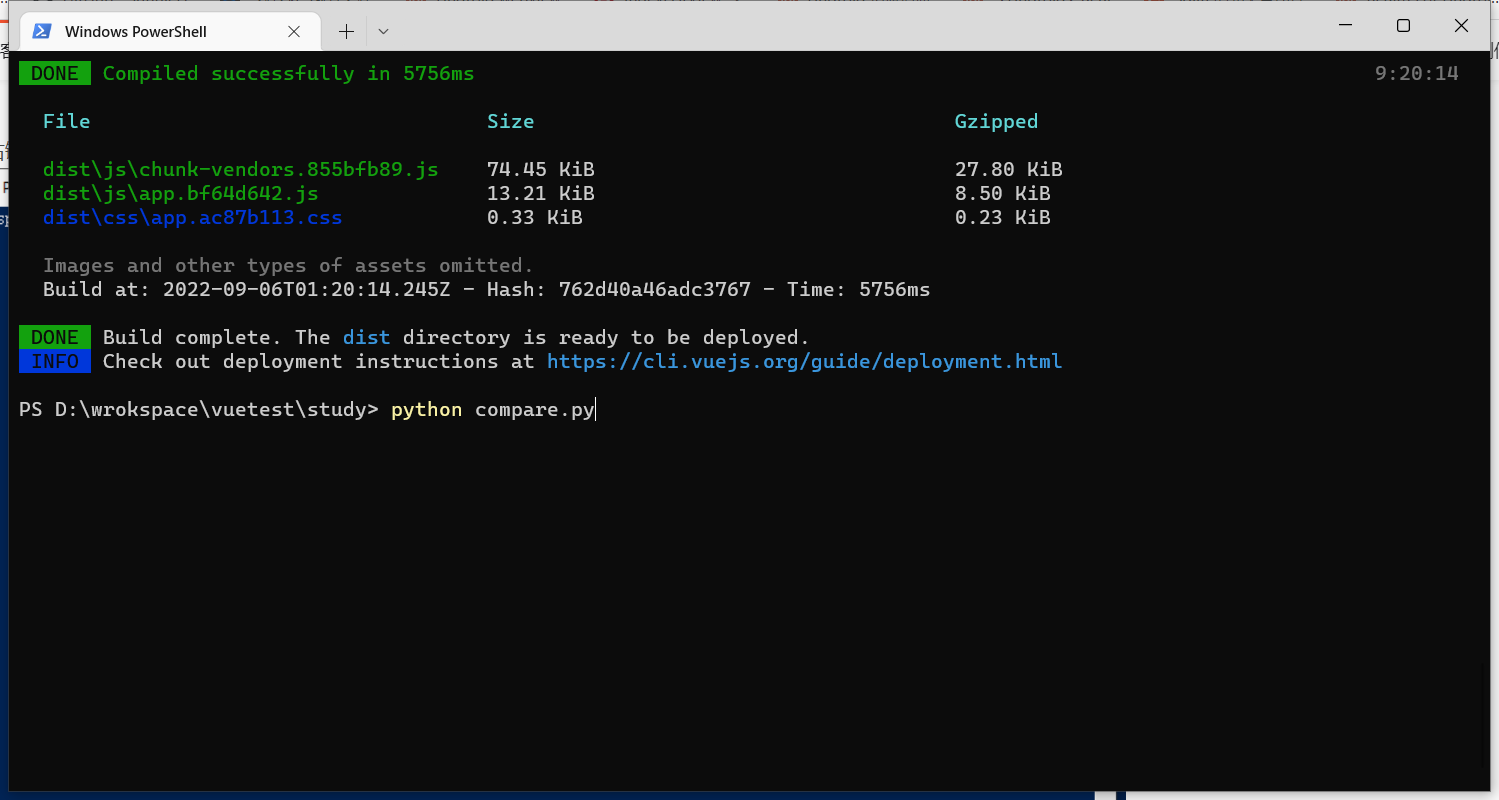 Windows PowerShell
DONE Compiled successfully in 5756ms 9:20:14
File Size Gzipped
dist\js\chunk-vendors.855bfb89.js 74.45 KiB 27.80 KiB
dist\js\app.bf64d642.js 13.21 KiB 8.50 KiB
dist\css\app.ac87b113.css 0.33 KiB 0.23 KiB
Images and other types of assets omitted.
Build at: 2022-09-06T01:20:14.245Z - Hash: 762d40a46adc3767 - Time: 5756ms
DONE Build complete. The dist directory is ready to be deployed.
INFO Check out deployment instructions at https://cli.vuejs.org/guide/deployment.html
PS D:\wrokspace\vuetest\study> python compare.py